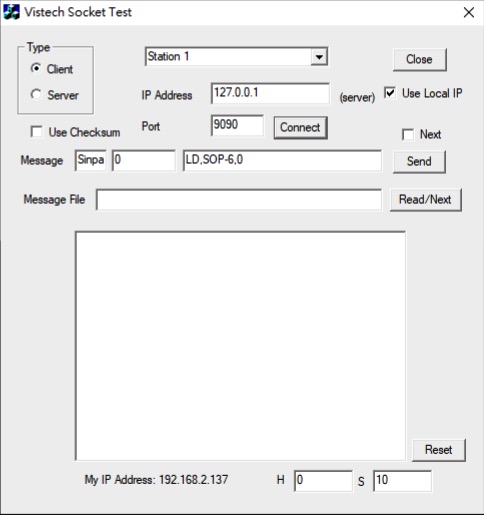 Vistech Socket Test
Type
Client
Server
Station 1
Close
IP Address 127.0.0.1 (server) Use Local IP
Use Checksum Port 9090 Connect Next
Message Sinpa 0 LD,SOP-6,0 Send
Message File Read/Next
Reset
My IP Address: 192.168.2.137 H 0 S 10